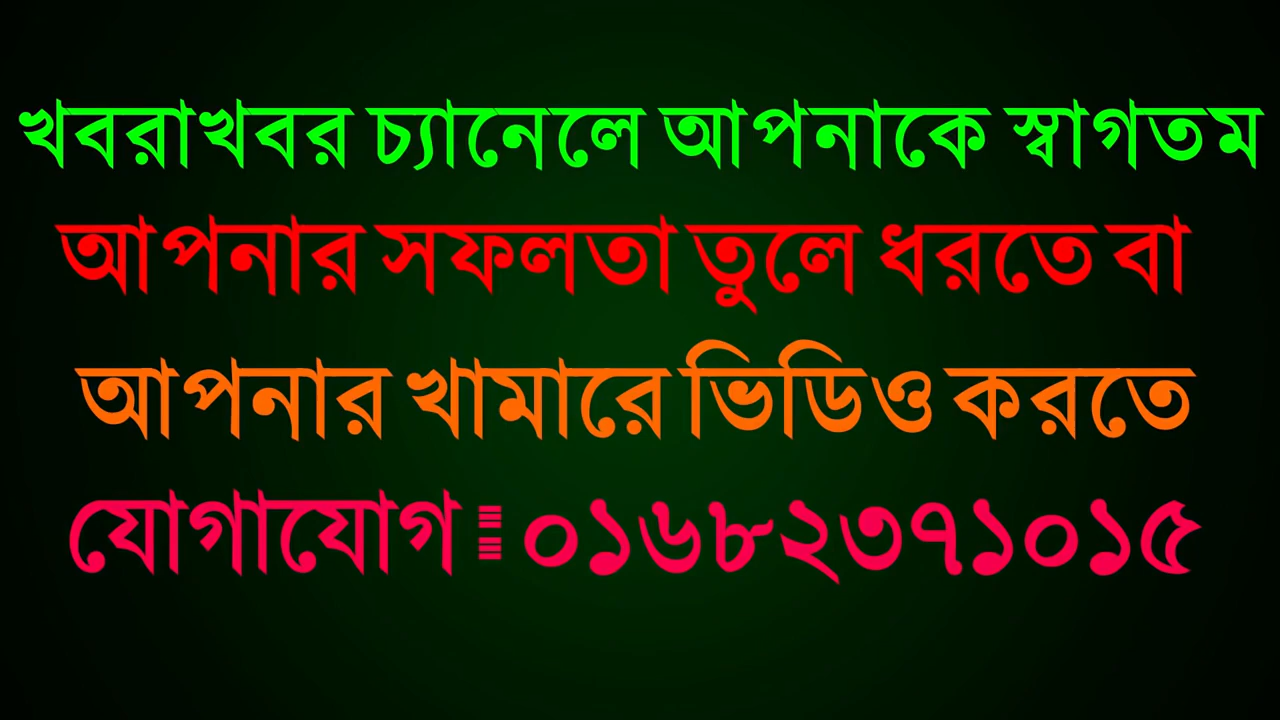 খবরাখবর চ্যানেলে আপনাকে স্বাগতম
আপনার সফলতা তুলে ধরতে বা
আপনার খামারে ভিডিও করতে
যোগাযোগ ⁞ ০১৬৮২৩৭১০১৫